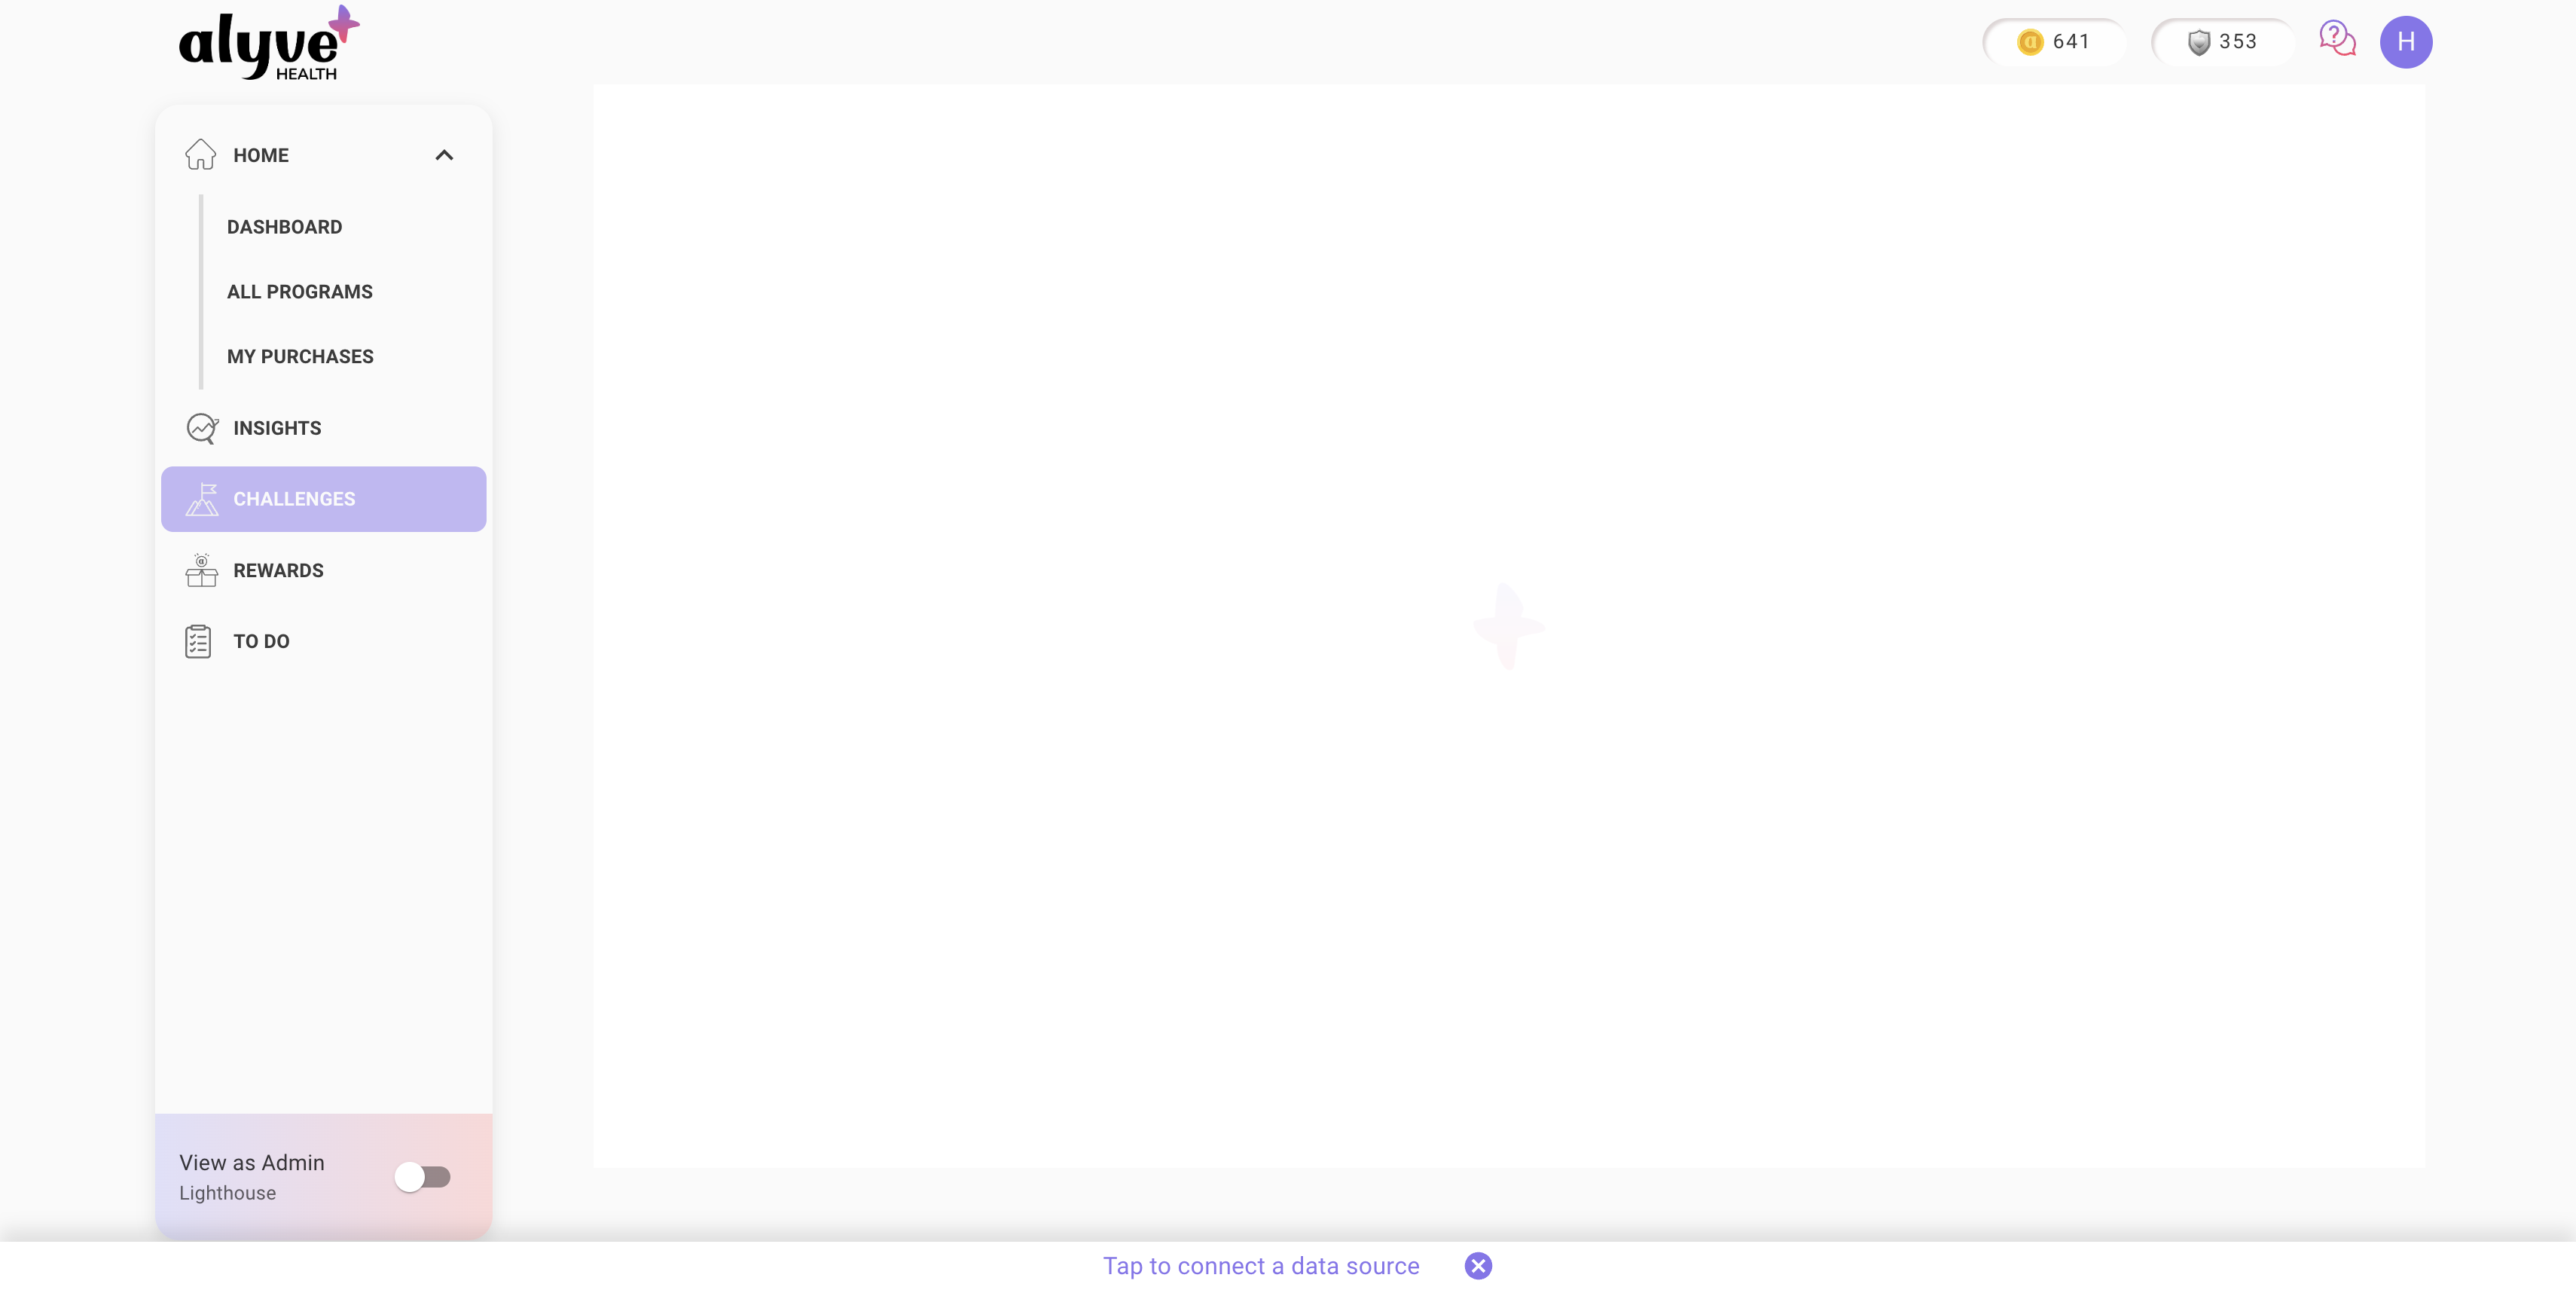 alyve
HEALTH
641
353
H
HOME
DASHBOARD
ALL PROGRAMS
MY PURCHASES
INSIGHTS
CHALLENGES
REWARDS
TO DO
View as Admin
Lighthouse
Tap to connect a data source